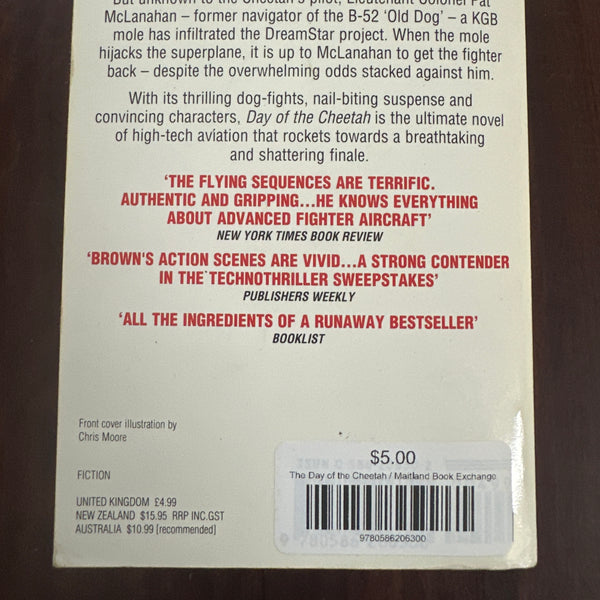 But unknown to the Cheetah's pilot, Lieutenant Colonel Pat
McLanahan – former navigator of the B-52 'Old Dog' – a KGB
mole has infiltrated the DreamStar project. When the mole
hijacks the superplane, it is up to McLanahan to get the fighter
back – despite the overwhelming odds stacked against him.
With its thrilling dog-fights, nail-biting suspense and
convincing characters, Day of the Cheetah is the ultimate novel
of high-tech aviation that rockets towards a breathtaking
and shattering finale.
'THE FLYING SEQUENCES ARE TERRIFIC.
AUTHENTIC AND GRIPPING...HE KNOWS EVERYTHING
ABOUT ADVANCED FIGHTER AIRCRAFT'
NEW YORK TIMES BOOK REVIEW
'BROWN'S ACTION SCENES ARE VIVID...A STRONG CONTENDER
IN THE TECHNOTHRILLER SWEEPSTAKES'
PUBLISHERS WEEKLY
'ALL THE INGREDIENTS OF A RUNAWAY BESTSELLER'
BOOKLIST
Front cover illustration by
Chris Moore
FICTION
UNITED KINGDOM £4.99
NEW ZEALAND $15.95 RRP INC.GST
AUSTRALIA $10.99 [recommended]
$5.00
The Day of the Cheetah / Maitland Book Exchange
9780586206300